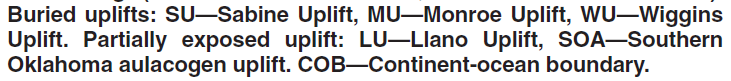 Buried uplifts: SU—Sabine Uplift, MU—Monroe Uplift, WU—Wiggins
Uplift. Partially exposed uplift: LU—Llano Uplift, SOA—Southern
Oklahoma aulacogen uplift. COB—Continent-ocean boundary.